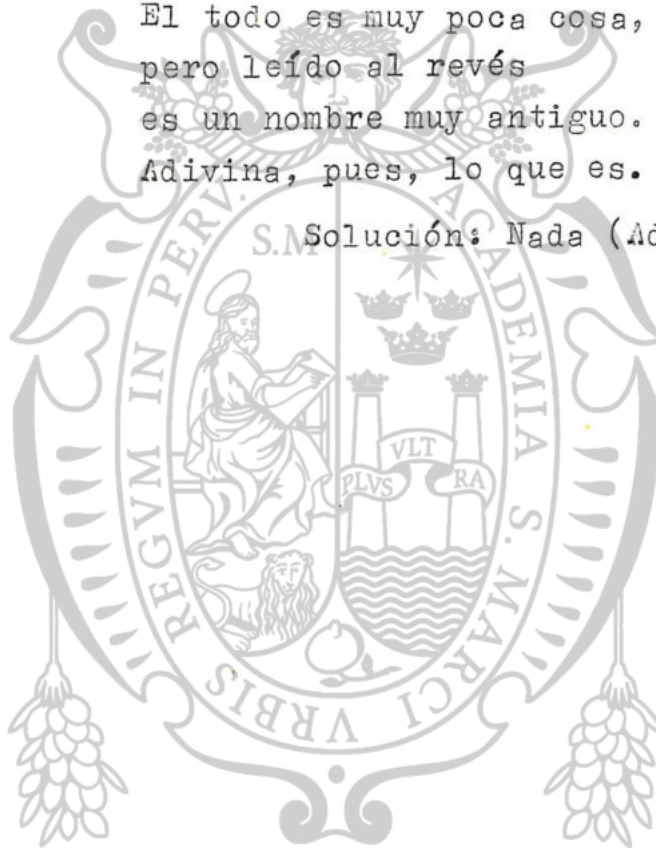 El todo es muy poca cosa,
pero leído al revés
es un nombre muy antiguo.
Adivina, pues, lo que es.
Solución: Nada (Ad
S.M
ACADEMIA S. MARCI VRBIS REGVM IN PERV.
PLVS VLT RA